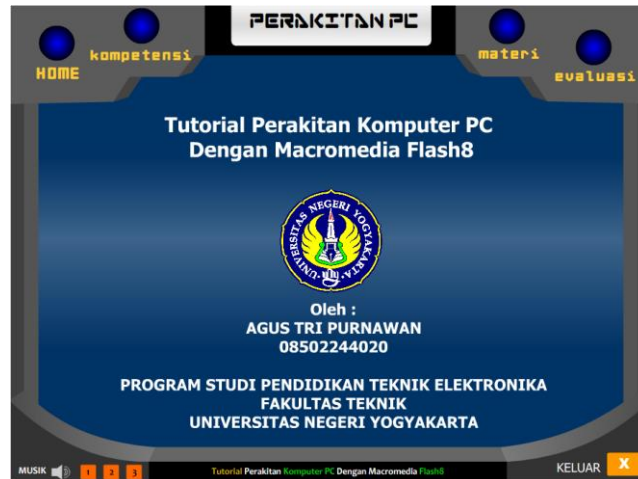 PERAKITAN PC
HOME
kompetensi
materi
evaluasi
Tutorial Perakitan Komputer PC
Dengan Macromedia Flash8
UNIVERSITAS NEGERI YOGYAKARTA
Oleh :
AGUS TRI PURNAWAN
08502244020
PROGRAM STUDI PENDIDIKAN TEKNIK ELEKTRONIKA
FAKULTAS TEKNIK
UNIVERSITAS NEGERI YOGYAKARTA
MUSIK 1 2 3
Tutorial Perakitan Komputer PC Dengan Macromedia Flash8
KELUAR X